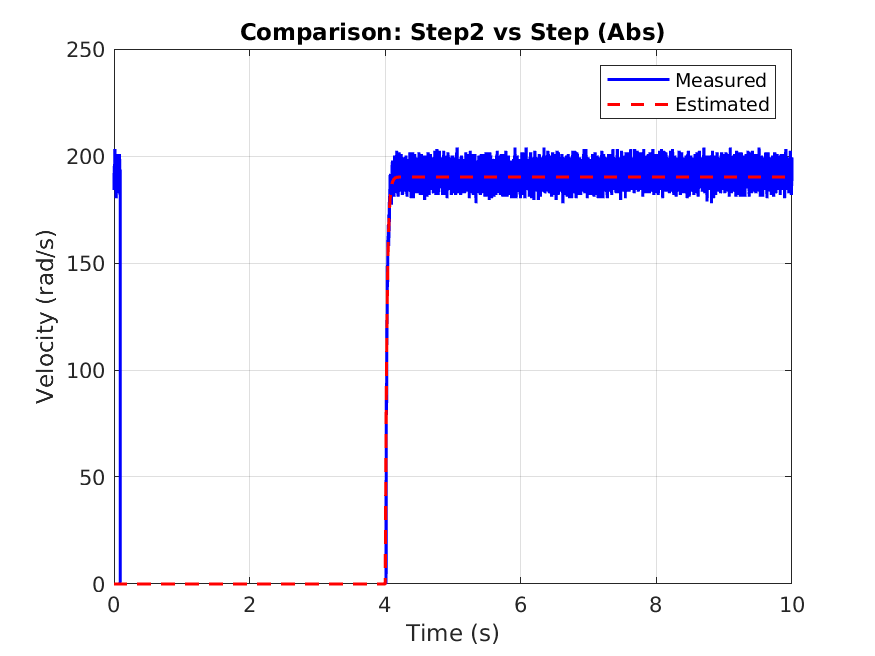 Comparison: Step2 vs Step (Abs)
Measured
Estimated
Velocity (rad/s)
250
200
150
100
50
0
0 2 4 6 8 10
Time (s)